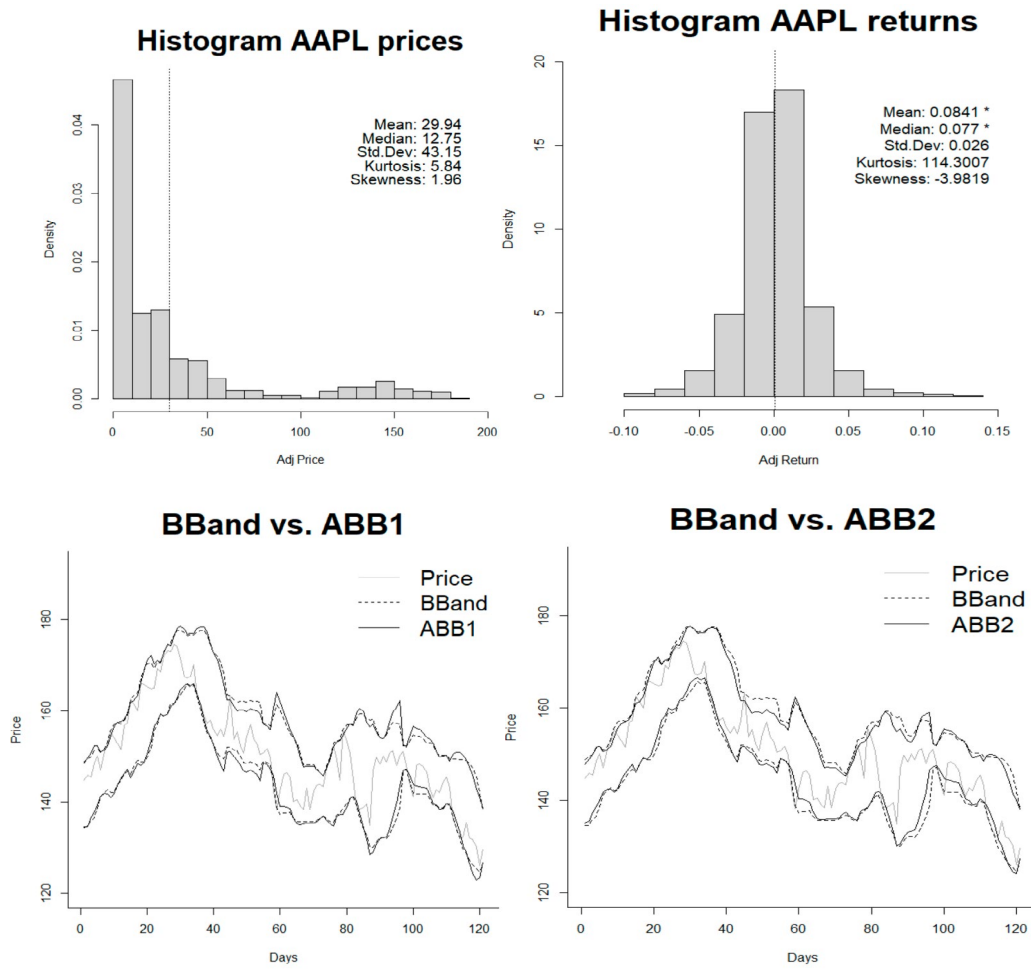 Histogram AAPL prices
Mean: 29.94
Median: 12.75
Std.Dev: 43.15
Kurtosis: 5.84
Skewness: 1.96
Density
0.00
0.01
0.02
0.03
0.04
0 50 100 150 200
Adj Price
Histogram AAPL returns
Mean: 0.0841 *
Median: 0.077 *
Std.Dev: 0.026
Kurtosis: 114.3007
Skewness: -3.9819
Density
0
5
10
15
20
-0.10 -0.05 0.00 0.05 0.10 0.15
Adj Return
BBand vs. ABB1
Price
BBand
ABB1
Price
120
140
160
180
0 20 40 60 80 100 120
Days
BBand vs. ABB2
Price
BBand
ABB2
Price
120
140
160
180
0 20 40 60 80 100 120
Days